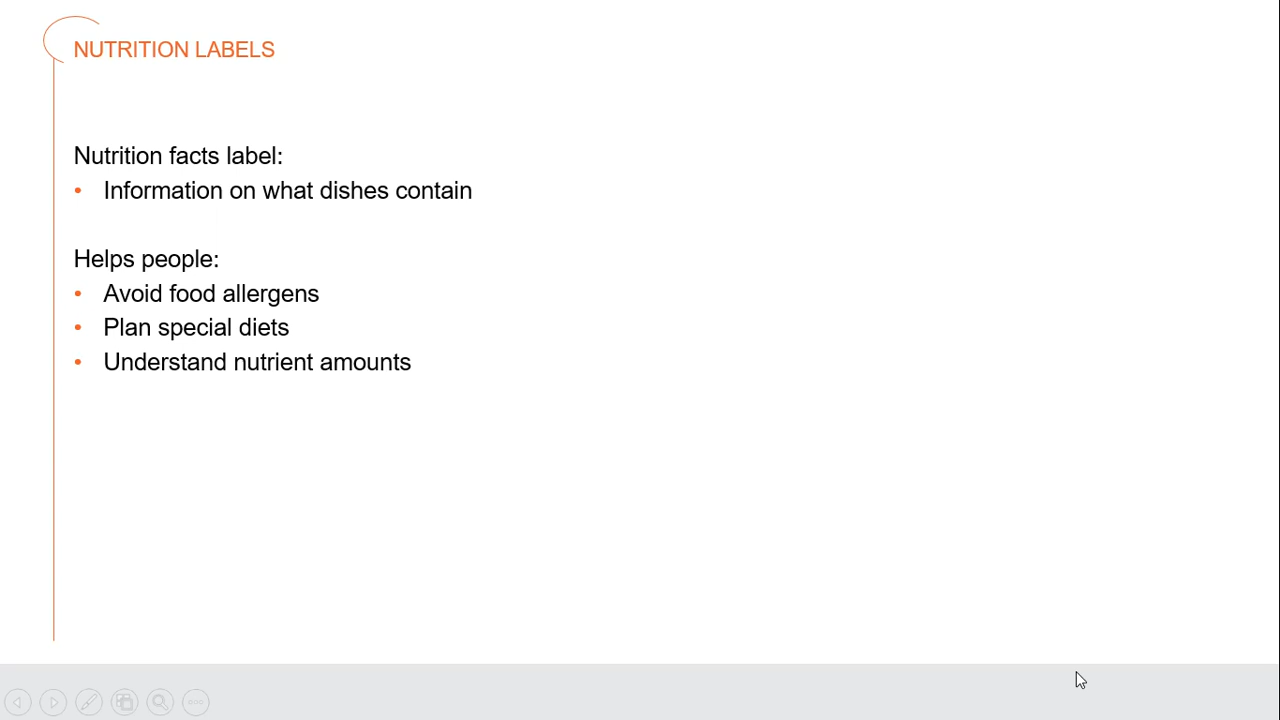 NUTRITION LABELS
Nutrition facts label:
• Information on what dishes contain
Helps people:
• Avoid food allergens
• Plan special diets
• Understand nutrient amounts